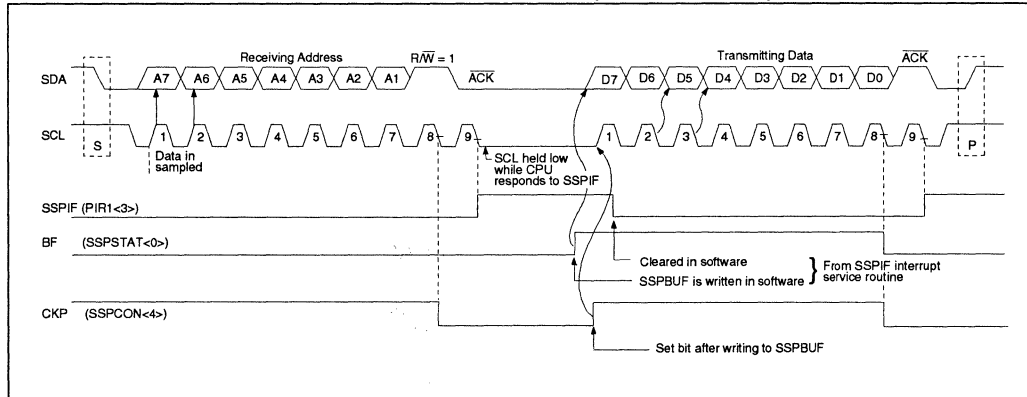 Receiving Address R/W̅ = 1 Transmitting Data A̅C̅K̅
SDA A7 A6 A5 A4 A3 A2 A1 A̅C̅K̅ D7 D6 D5 D4 D3 D2 D1 D0
SCL S 1 2 3 4 5 6 7 8 9 1 2 3 4 5 6 7 8 9 P
Data in
sampled
SCL held low
while CPU
responds to SSPIF
SSPIF (PIR1<3>)
BF (SSPSTAT<0>)
Cleared in software
SSPBUF is written in software
From SSPIF interrupt
service routine
CKP (SSPCON<4>)
Set bit after writing to SSPBUF